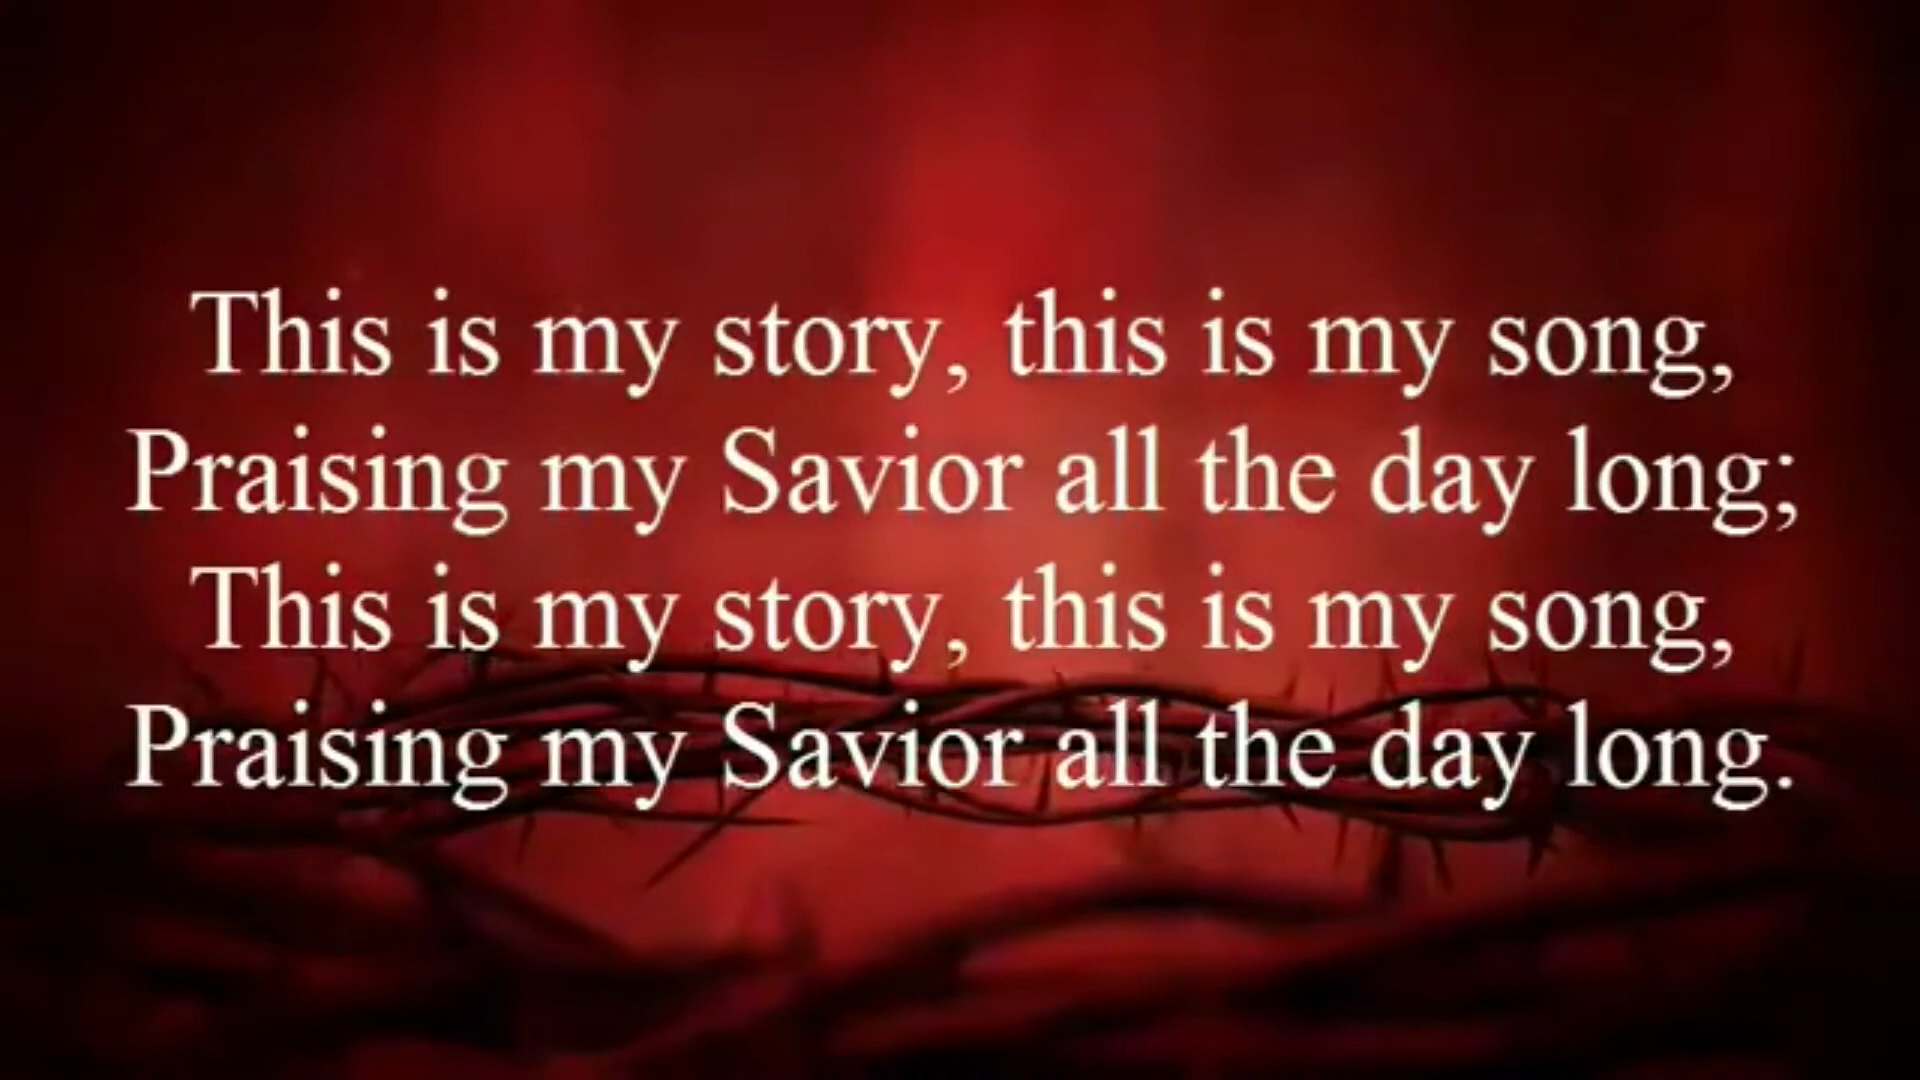 This is my story, this is my song,
Praising my Savior all the day long;
This is my story, this is my song,
Praising my Savior all the day long.